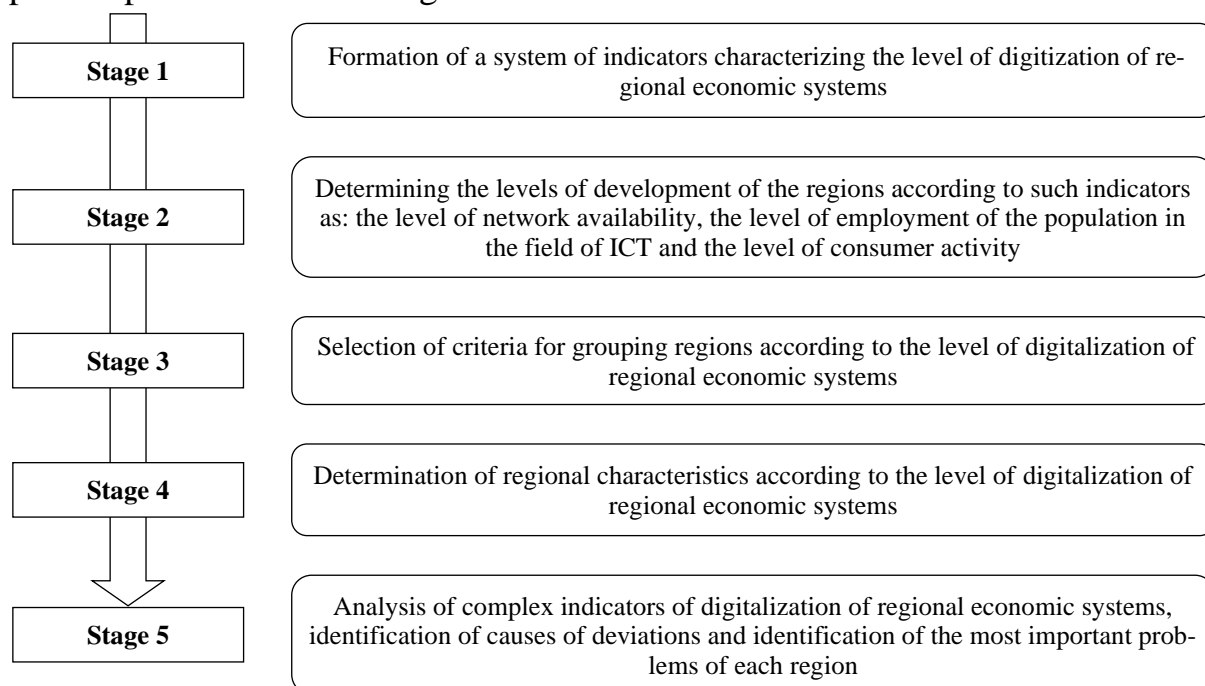 Stage 1
Formation of a system of indicators characterizing the level of digitization of re-
gional economic systems
Stage 2
Determining the levels of development of the regions according to such indicators
as: the level of network availability, the level of employment of the population in
the field of ICT and the level of consumer activity
Stage 3
Selection of criteria for grouping regions according to the level of digitalization of
regional economic systems
Stage 4
Determination of regional characteristics according to the level of digitalization of
regional economic systems
Stage 5
Analysis of complex indicators of digitalization of regional economic systems,
identification of causes of deviations and identification of the most important prob-
lems of each region